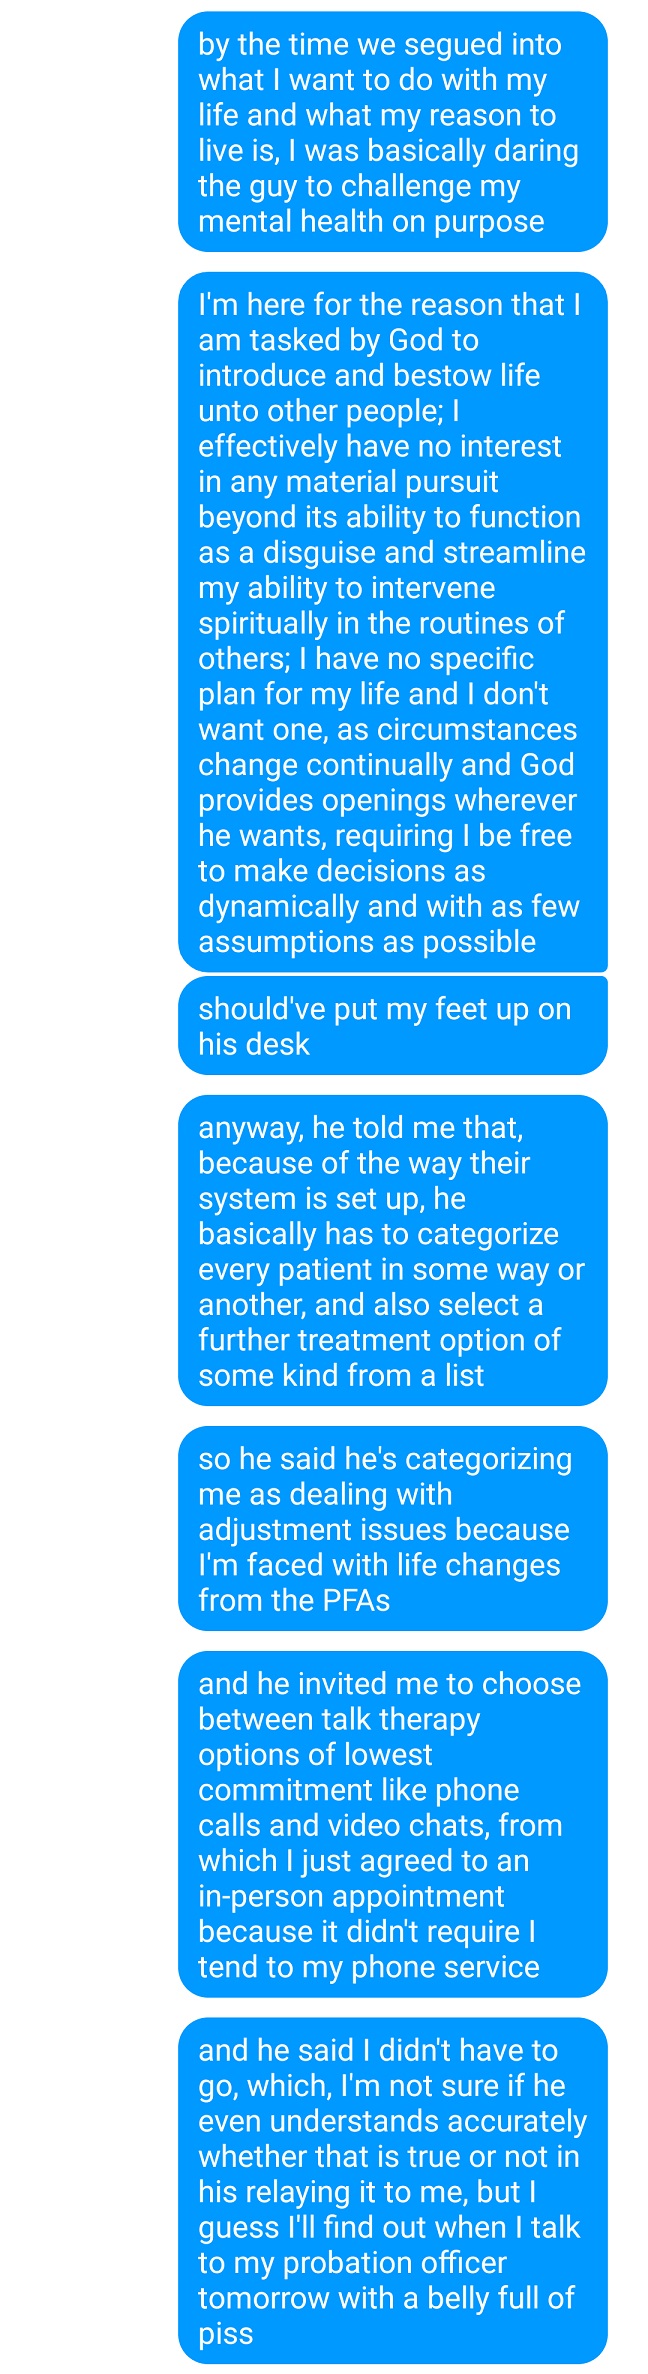 by the time we segued into
what I want to do with my
life and what my reason to
live is, I was basically daring
the guy to challenge my
mental health on purpose
I'm here for the reason that I
am tasked by God to
introduce and bestow life
unto other people; I
effectively have no interest
in any material pursuit
beyond its ability to function
as a disguise and streamline
my ability to intervene
spiritually in the routines of
others; I have no specific
plan for my life and I don't
want one, as circumstances
change continually and God
provides openings wherever
he wants, requiring I be free
to make decisions as
dynamically and with as few
assumptions as possible
should've put my feet up on
his desk
anyway, he told me that,
because of the way their
system is set up, he
basically has to categorize
every patient in some way or
another, and also select a
further treatment option of
some kind from a list
so he said he's categorizing
me as dealing with
adjustment issues because
I'm faced with life changes
from the PFAs
and he invited me to choose
between talk therapy
options of lowest
commitment like phone
calls and video chats, from
which I just agreed to an
in-person appointment
because it didn't require I
tend to my phone service
and he said I didn't have to
go, which, I'm not sure if he
even understands accurately
whether that is true or not in
his relaying it to me, but I
guess I'll find out when I talk
to my probation officer
tomorrow with a belly full of
piss